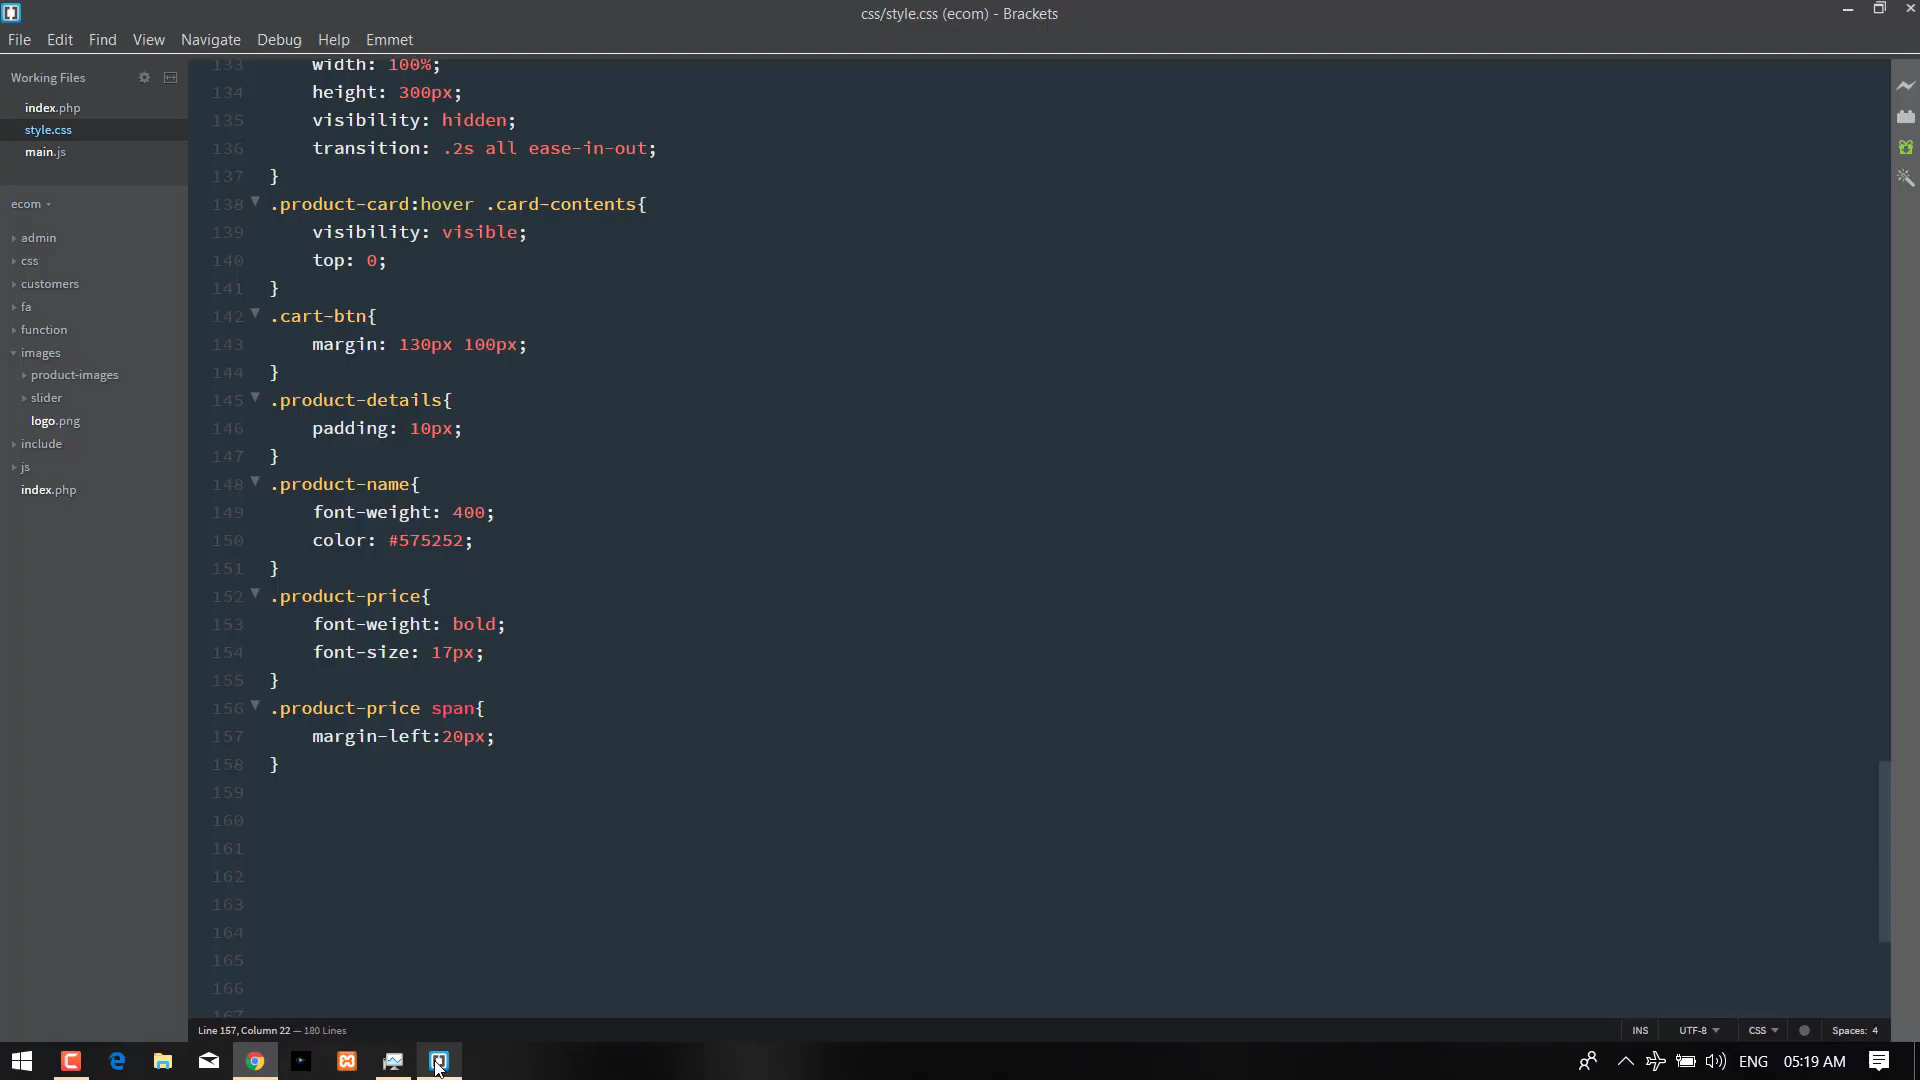 css/style.css (ecom) - Brackets
File Edit Find View Navigate Debug Help Emmet
Working Files
index.php
style.css
main.js
ecom
admin
css
customers
fa
function
images
product-images
slider
logo.png
include
js
index.php
133 width: 100%;
134 height: 300px;
135 visibility: hidden;
136 transition: .2s all ease-in-out;
137 }
138 .product-card:hover .card-contents{
139 visibility: visible;
140 top: 0;
141 }
142 .cart-btn{
143 margin: 130px 100px;
144 }
145 .product-details{
146 padding: 10px;
147 }
148 .product-name{
149 font-weight: 400;
150 color: #575252;
151 }
152 .product-price{
153 font-weight: bold;
154 font-size: 17px;
155 }
156 .product-price span{
157 margin-left:20px;
158 }
159
160
161
162
163
164
165
166
167
Line 157, Column 22 — 180 Lines
INS UTF-8 CSS Spaces: 4
ENG 05:19 AM